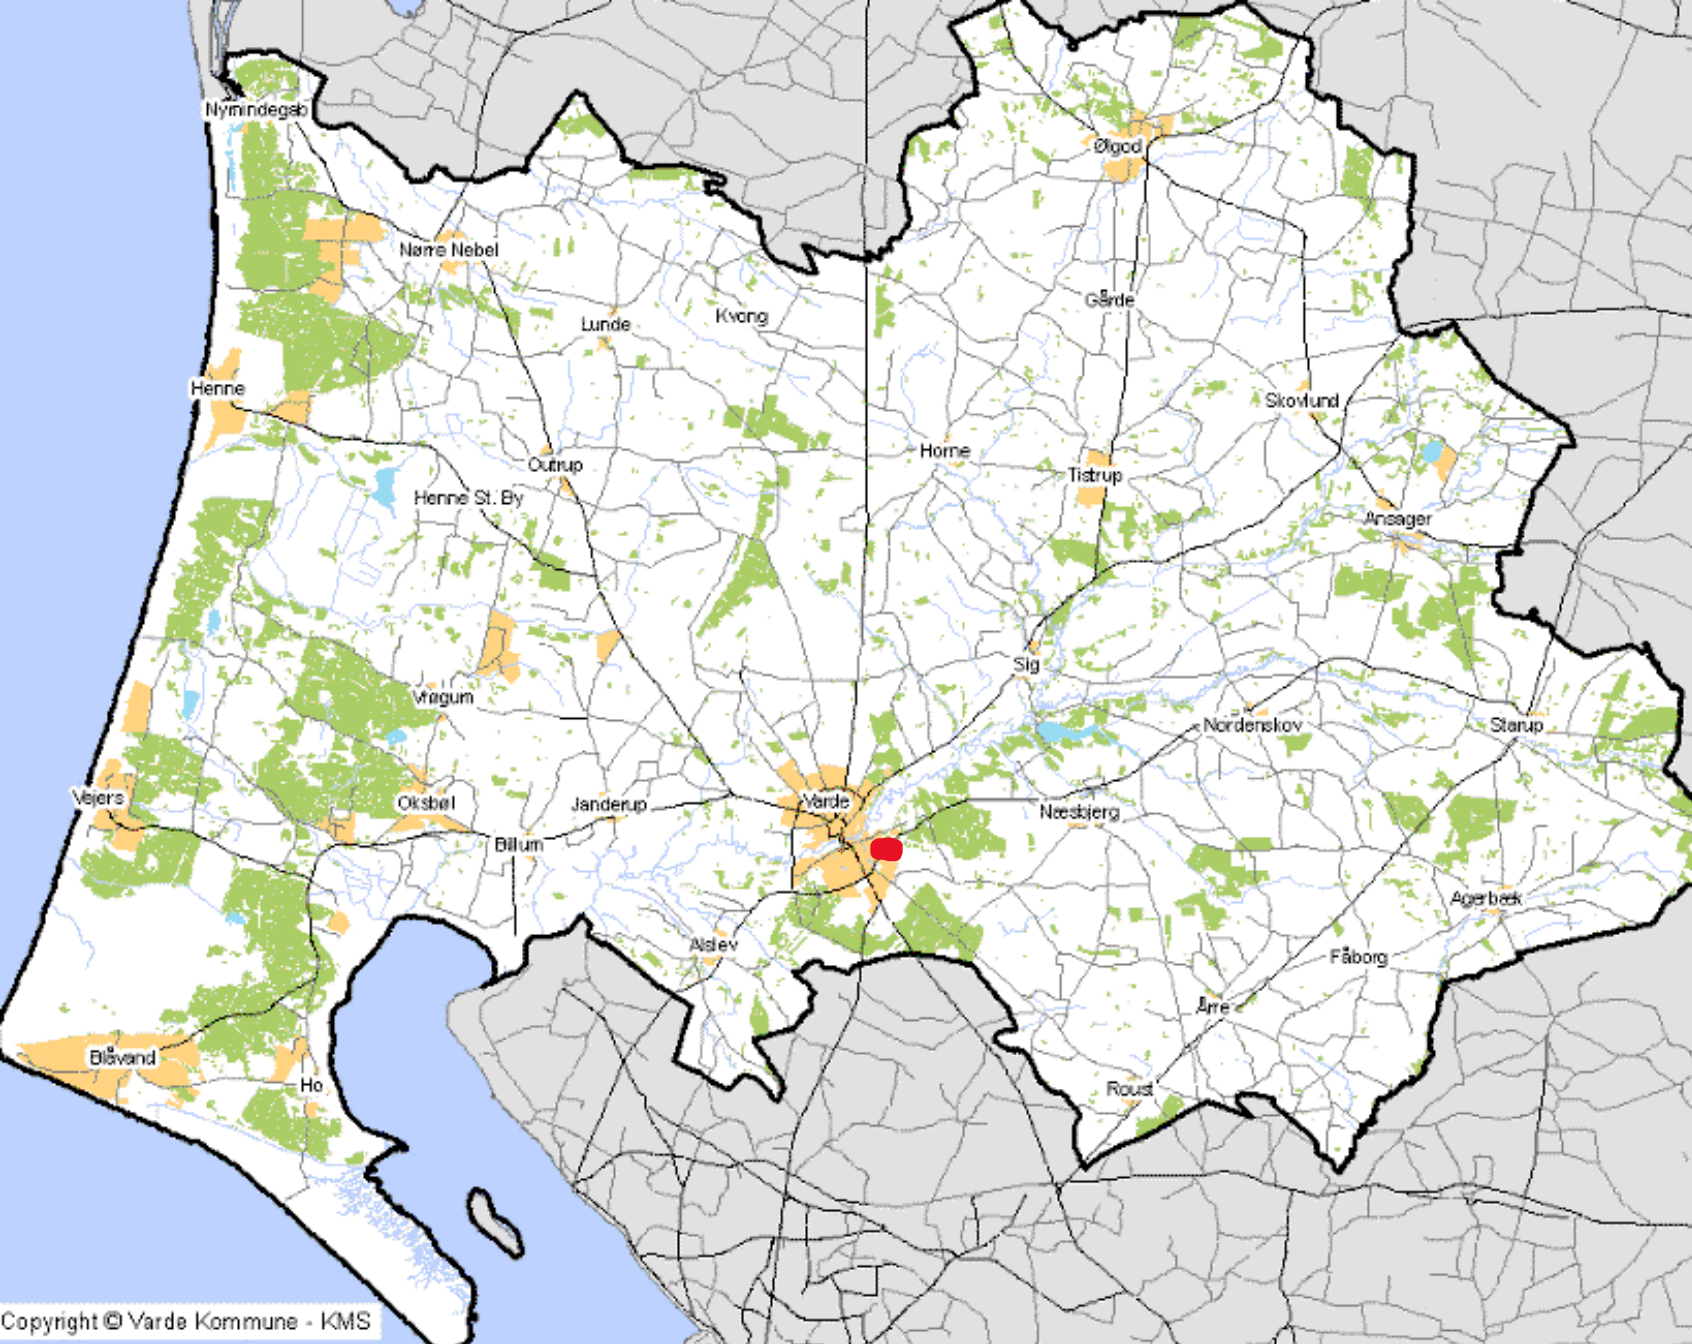 Nymindegab
Ølgod
Nørre Nebel
Gårde
Kvong
Lunde
Henne
Skovlund
Horne
Outrup
Tistrup
Henne St. By
Ansager
Sig
Vrøgum
Nordenskov
Starup
Vejers
Oksbøl
Janderup
Varde
Næsbjerg
Billum
Agerbæk
Alslev
Fåborg
Årre
Blåvand
Ho
Roust
Copyright © Varde Kommune - KMS